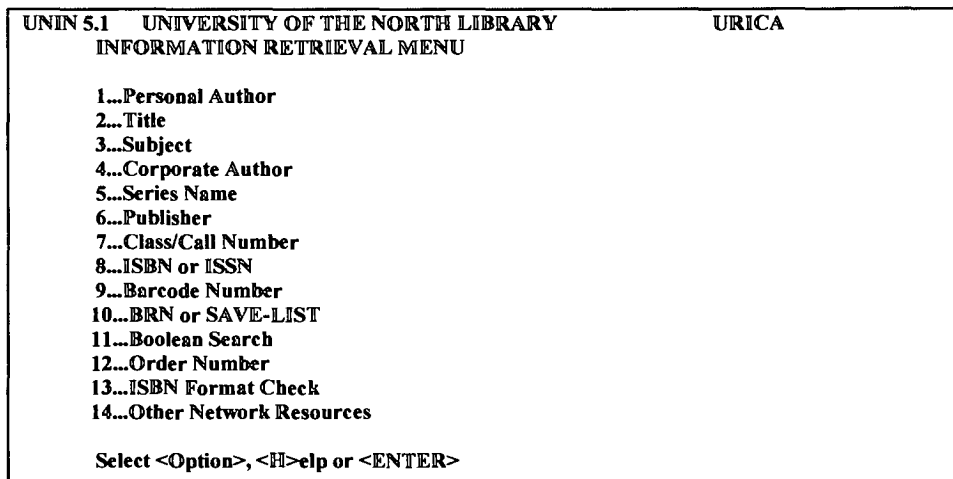 UNIN 5.1 UNIVERSITY OF THE NORTH LIBRARY URICA
INFORMATION RETRIEVAL MENU
1...Personal Author
2...Title
3...Subject
4...Corporate Author
5...Series Name
6...Publisher
7...Class/Call Number
8...ISBN or ISSN
9...Barcode Number
10...BRN or SAVE-LIST
11...Boolean Search
12...Order Number
13...ISBN Format Check
14...Other Network Resources
Select <Option>, <H>elp or <ENTER>